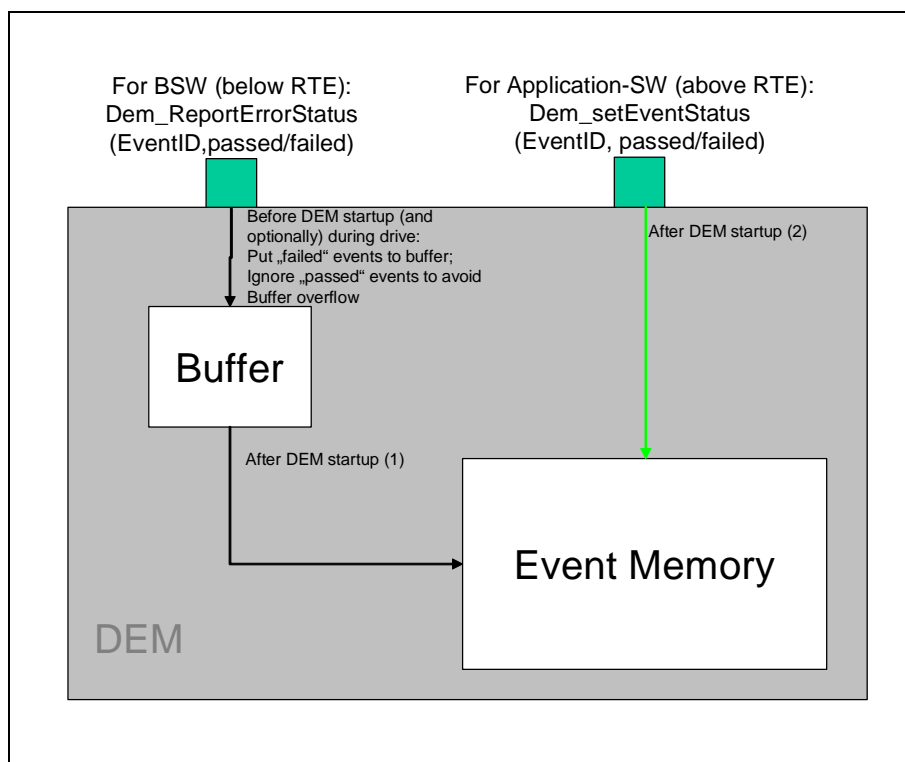 For BSW (below RTE):
Dem_ReportErrorStatus
(EventID,passed/failed)
For Application-SW (above RTE):
Dem_setEventStatus
(EventID, passed/failed)
Before DEM startup (and
optionally) during drive:
Put „failed“ events to buffer;
Ignore „passed“ events to avoid
Buffer overflow
After DEM startup (2)
Buffer
After DEM startup (1)
Event Memory
DEM